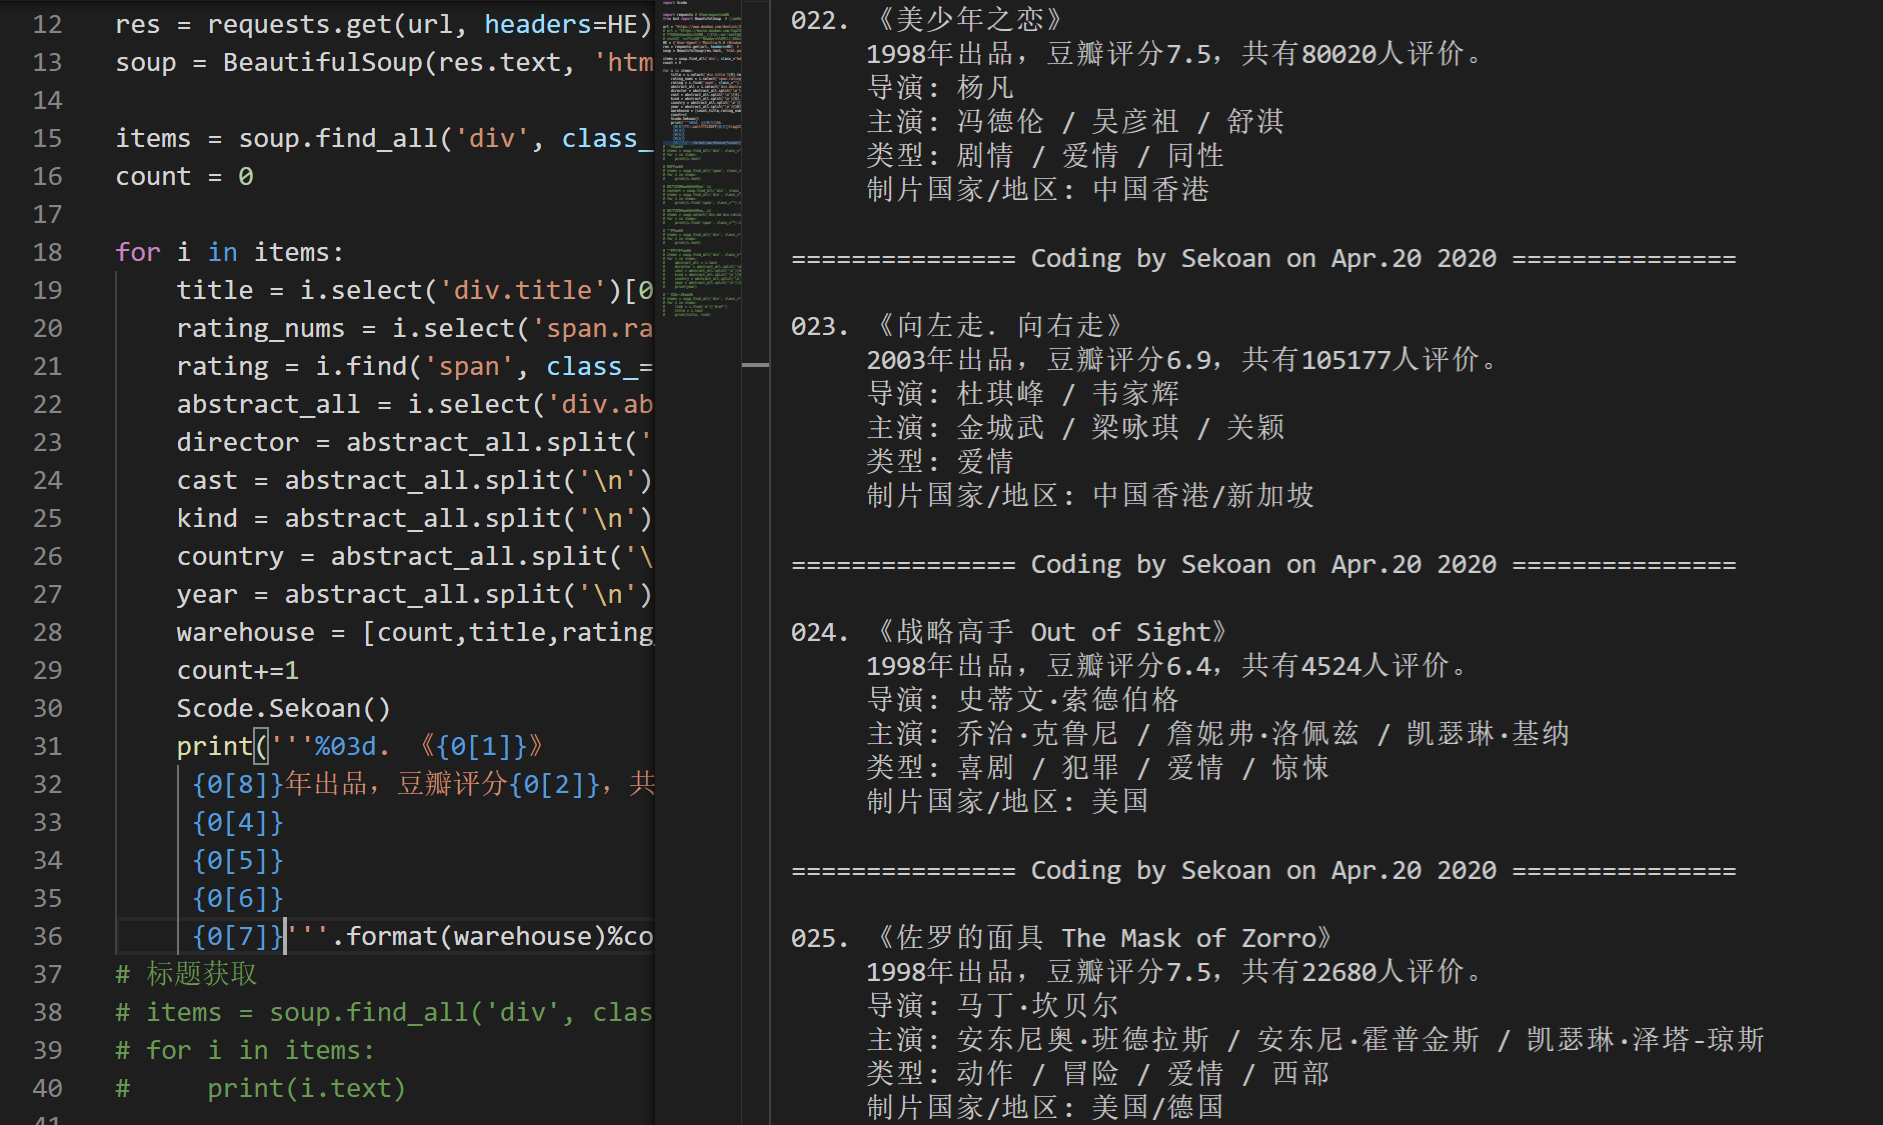 12 res = requests.get(url, headers=HE)
13 soup = BeautifulSoup(res.text, 'htm
14
15 items = soup.find_all('div', class_
16 count = 0
17
18 for i in items:
19 title = i.select('div.title')[0
20 rating_nums = i.select('span.ra
21 rating = i.find('span', class_=
22 abstract_all = i.select('div.ab
23 director = abstract_all.split('
24 cast = abstract_all.split('\n')
25 kind = abstract_all.split('\n')
26 country = abstract_all.split('\
27 year = abstract_all.split('\n')
28 warehouse = [count,title,rating_
29 count+=1
30 Scode.Sekoan()
31 print('''%03d. 《{0[1]}》
32 {0[8]}年出品，豆瓣评分{0[2]}，共
33 {0[4]}
34 {0[5]}
35 {0[6]}
36 {0[7]}'''.format(warehouse)%co
37 # 标题获取
38 # items = soup.find_all('div', clas
39 # for i in items:
40 # print(i.text)
41
022. 《美少年之恋》
1998年出品，豆瓣评分7.5，共有80020人评价。
导演: 杨凡
主演: 冯德伦 / 吴彦祖 / 舒淇
类型: 剧情 / 爱情 / 同性
制片国家/地区: 中国香港
=============== Coding by Sekoan on Apr.20 2020 ===============
023. 《向左走．向右走》
2003年出品，豆瓣评分6.9，共有105177人评价。
导演: 杜琪峰 / 韦家辉
主演: 金城武 / 梁咏琪 / 关颖
类型: 爱情
制片国家/地区: 中国香港/新加坡
=============== Coding by Sekoan on Apr.20 2020 ===============
024. 《战略高手 Out of Sight》
1998年出品，豆瓣评分6.4，共有4524人评价。
导演: 史蒂文·索德伯格
主演: 乔治·克鲁尼 / 詹妮弗·洛佩兹 / 凯瑟琳·基纳
类型: 喜剧 / 犯罪 / 爱情 / 惊悚
制片国家/地区: 美国
=============== Coding by Sekoan on Apr.20 2020 ===============
025. 《佐罗的面具 The Mask of Zorro》
1998年出品，豆瓣评分7.5，共有22680人评价。
导演: 马丁·坎贝尔
主演: 安东尼奥·班德拉斯 / 安东尼·霍普金斯 / 凯瑟琳·泽塔-琼斯
类型: 动作 / 冒险 / 爱情 / 西部
制片国家/地区: 美国/德国